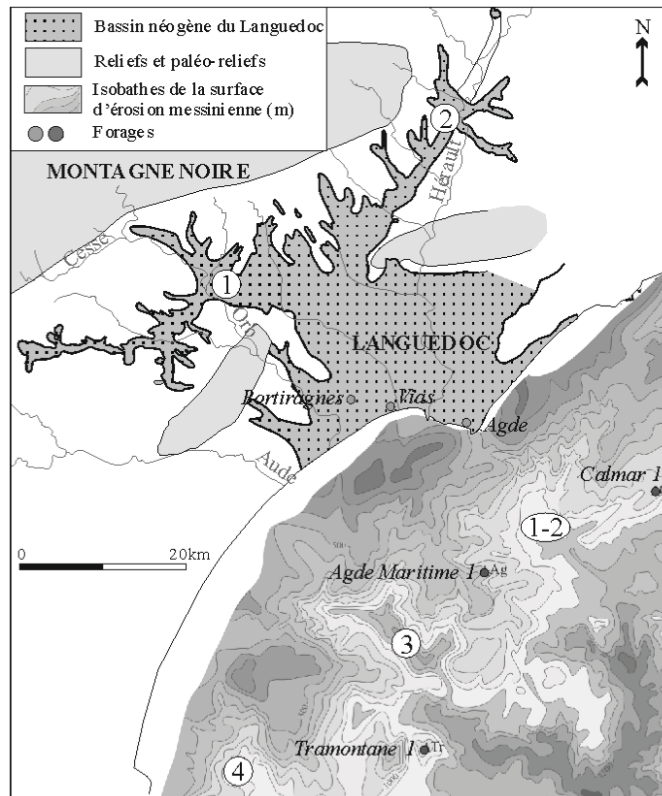 Bassin néogène du Languedoc
Reliefs et paléo-reliefs
Isobathes de la surface
d'érosion messinienne (m)
Forages
N
2
MONTAGNE NOIRE
Hérault
Cesse
1
Orb
LANGUEDOC
Portiragnes
Vias
Agde
Aude
Calmar 1
1-2
0
20km
500
Agde Maritime 1
Ag
3
Tramontane 1
Tr
1000
4